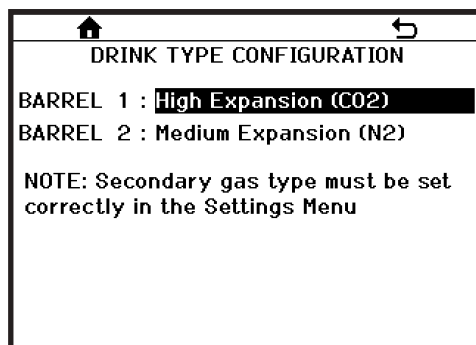 DRINK TYPE CONFIGURATION
BARREL 1 : High Expansion (CO2)
BARREL 2 : Medium Expansion (N2)
NOTE: Secondary gas type must be set
correctly in the Settings Menu